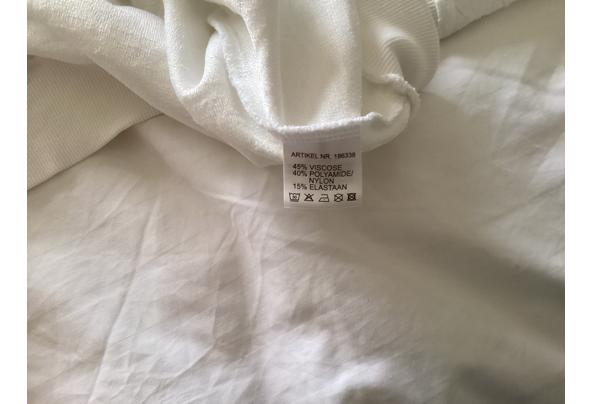 ARTIKEL NR. 186338
45% VISCOSE
40% POLYAMIDE/
NYLON
15% ELASTAAN